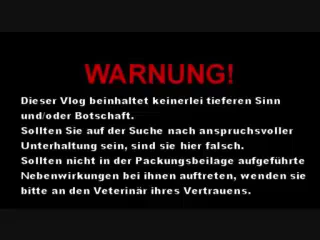 WARNUNG!
Dieser Vlog beinhaltet keinerlei tieferen Sinn
und/oder Botschaft.
Sollten Sie auf der Suche nach anspruchsvoller
Unterhaltung sein, sind sie hier falsch.
Sollten nicht in der Packungsbeilage aufgeführte
Nebenwirkungen bei ihnen auftreten, wenden sie
bitte an den Veterinär ihres Vertrauens.